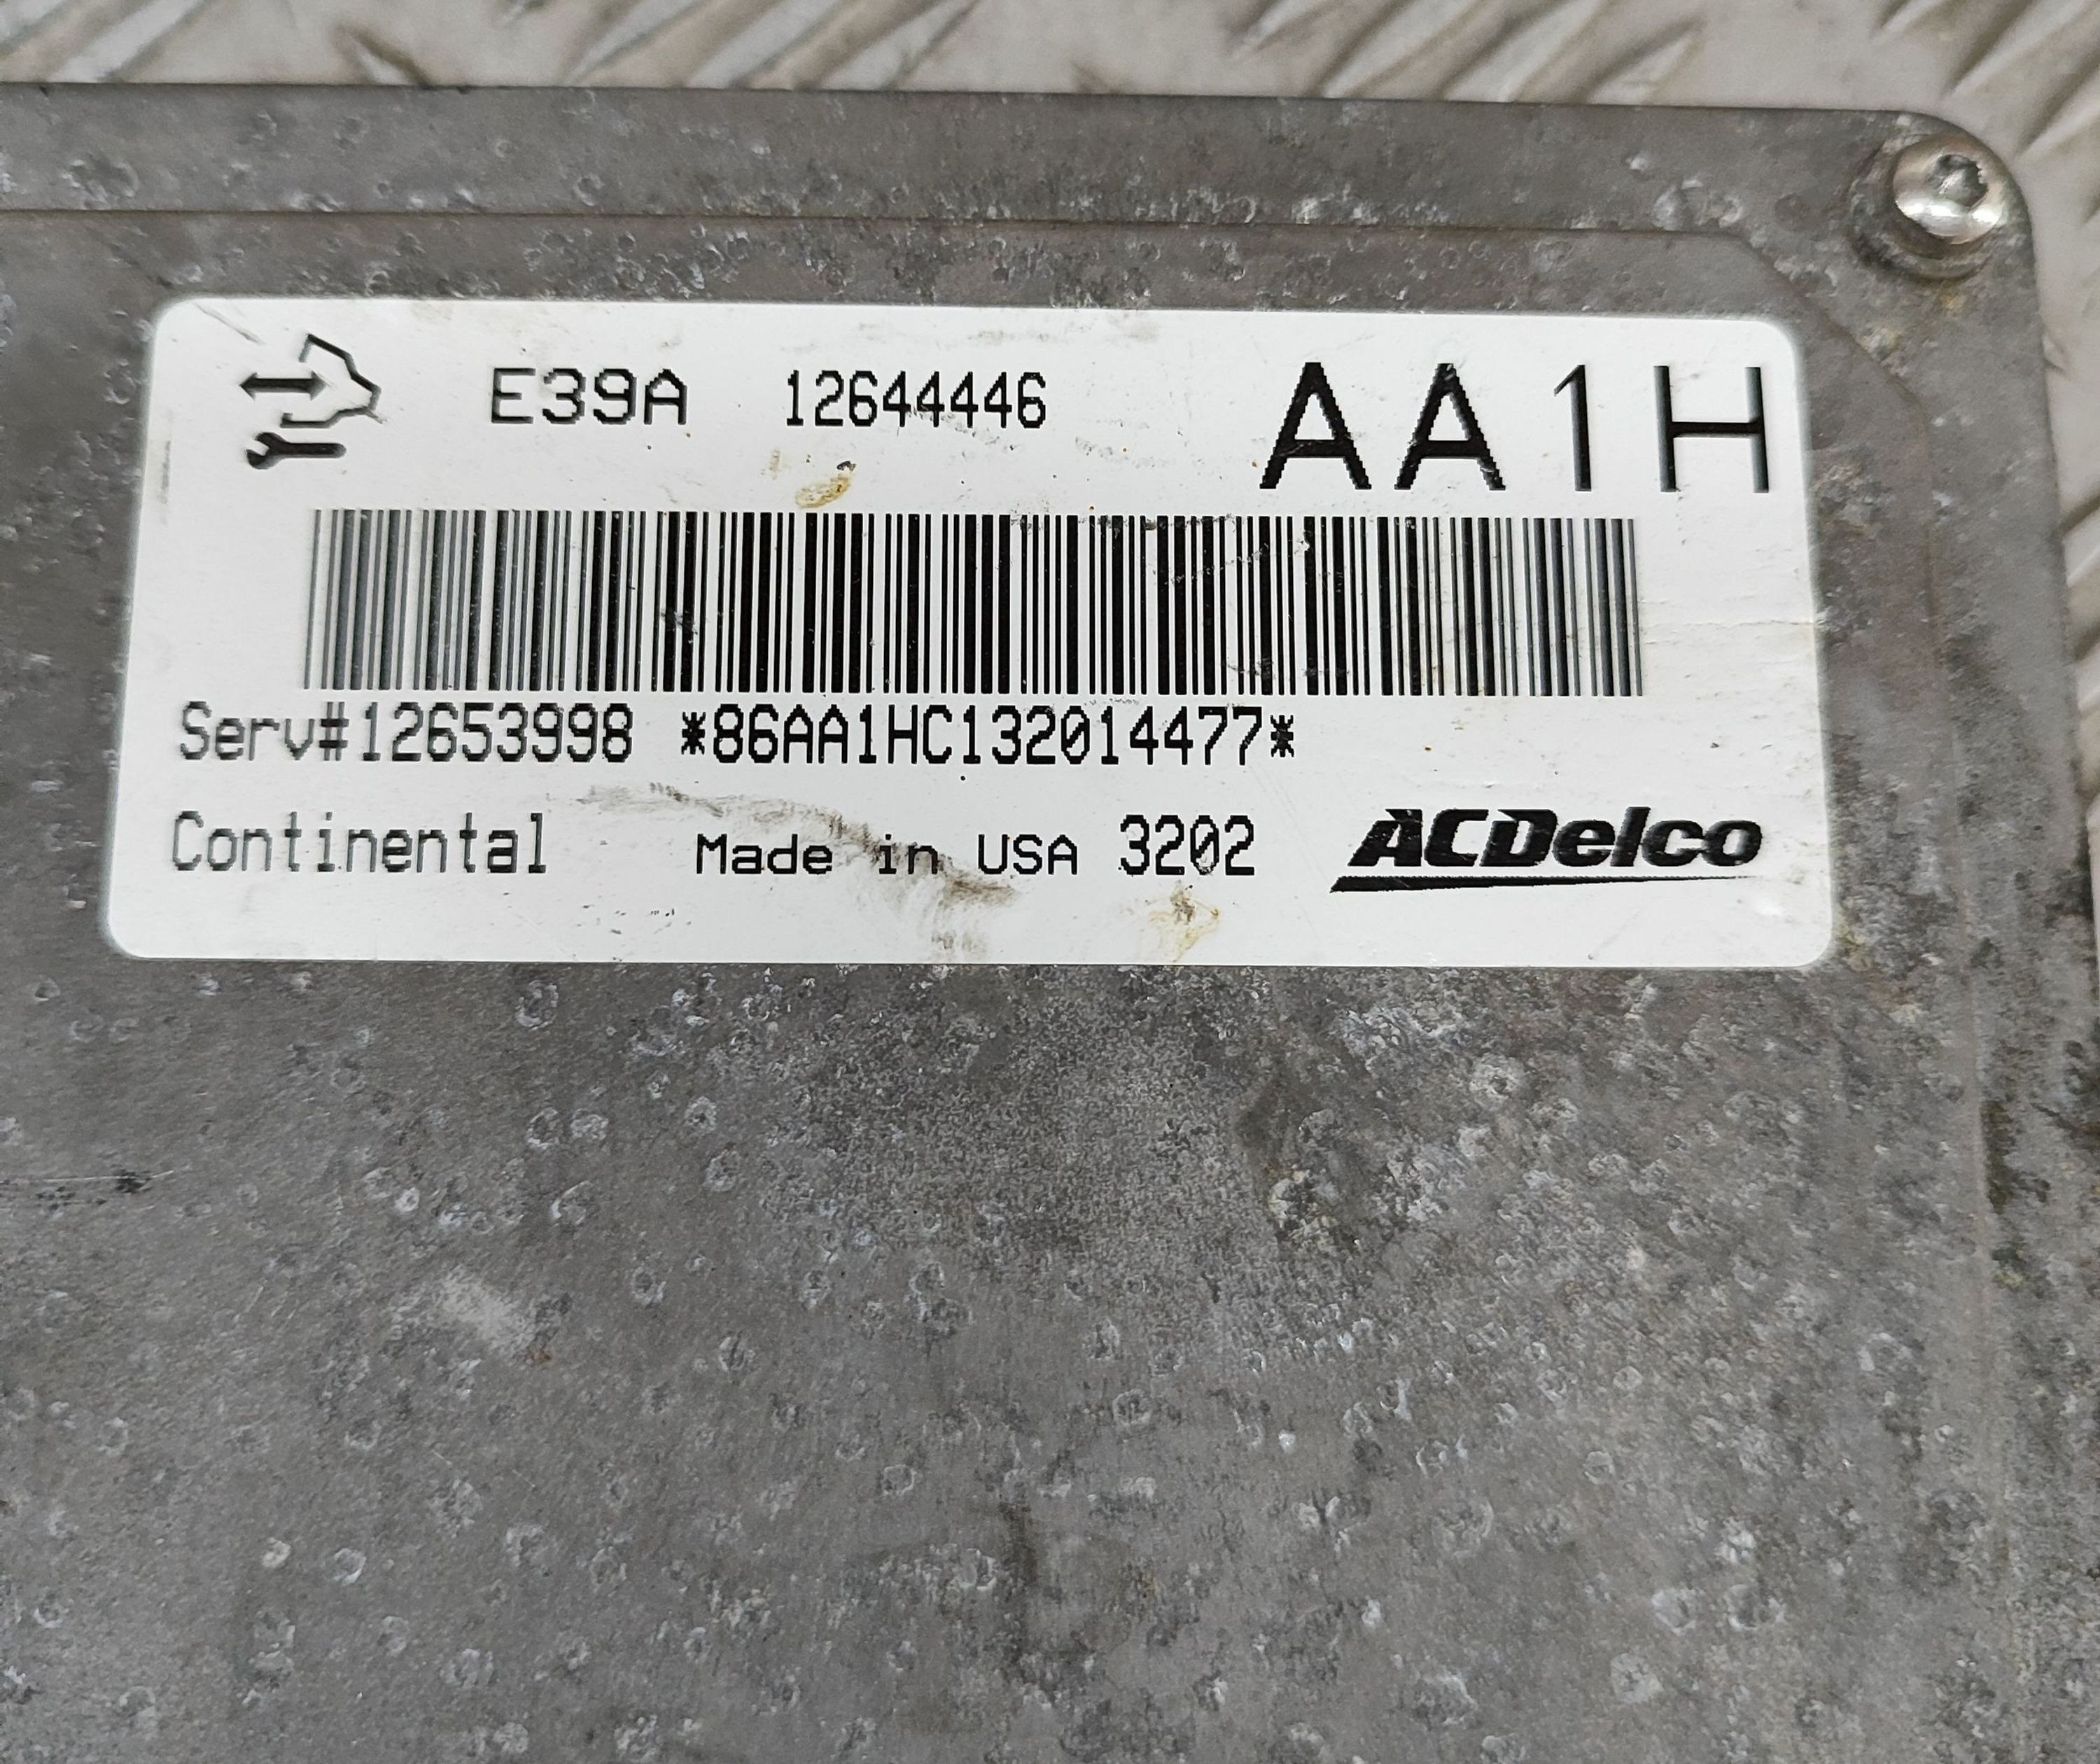 E39A 12644446 AA1H
Serv#12653998 *86AA1HC132014477*
Continental Made in USA 3202 ACDelco